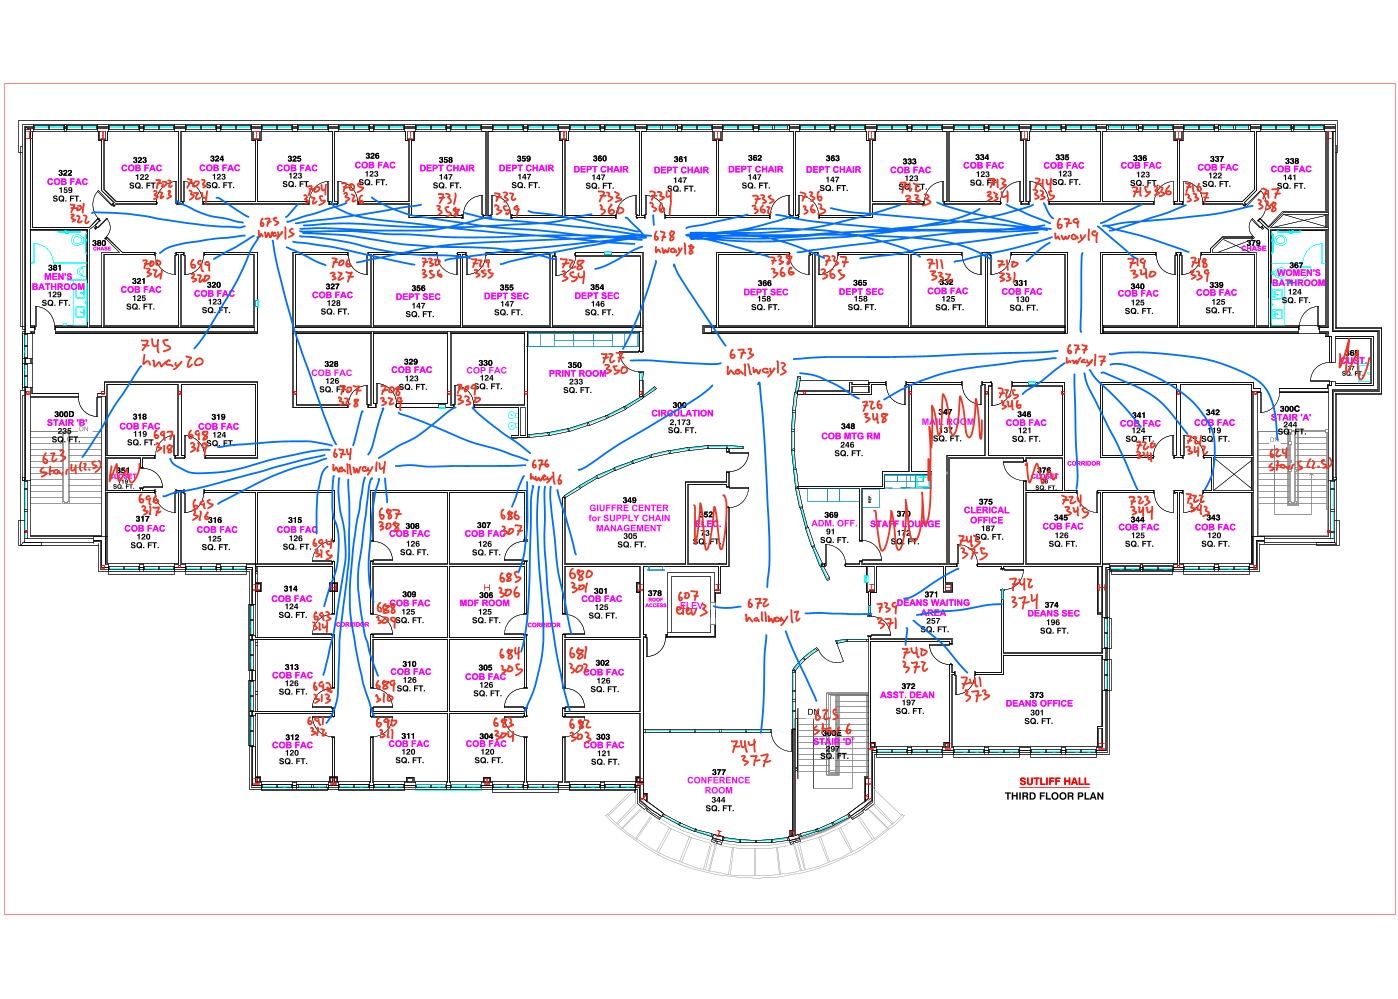 322
COB FAC
159
SQ. FT.
701
322
323
COB FAC
122
SQ. FT.
702
323
324
COB FAC
123
SQ. FT.
703
324
325
COB FAC
123
SQ. FT.
704
325
326
COB FAC
123
SQ. FT.
705
326
358
DEPT CHAIR
147
SQ. FT.
731
358
359
DEPT CHAIR
147
SQ. FT.
732
359
360
DEPT CHAIR
147
SQ. FT.
733
360
361
DEPT CHAIR
147
SQ. FT.
734
361
362
DEPT CHAIR
147
SQ. FT.
735
362
363
DEPT CHAIR
147
SQ. FT.
736
363
333
COB FAC
123
SQ. FT.
333
334
COB FAC
123
SQ. FT.
713
334
335
COB FAC
123
SQ. FT.
714
335
336
COB FAC
123
SQ. FT.
715 336
337
COB FAC
122
SQ. FT.
716
337
338
COB FAC
141
SQ. FT.
717
338
675
hway15
678
hway18
679
hway19
380
CHASE
379
CHASE
381
MEN'S
BATHROOM
129
SQ. FT.
321
COB FAC
125
SQ. FT.
700
321
320
COB FAC
123
SQ. FT.
699
320
327
COB FAC
128
SQ. FT.
706
327
356
DEPT SEC
147
SQ. FT.
730
356
355
DEPT SEC
147
SQ. FT.
729
355
354
DEPT SEC
146
SQ. FT.
728
354
366
DEPT SEC
158
SQ. FT.
738
366
365
DEPT SEC
158
SQ. FT.
737
365
332
COB FAC
125
SQ. FT.
711
332
331
COB FAC
130
SQ. FT.
710
331
340
COB FAC
125
SQ. FT.
719
340
339
COB FAC
125
SQ. FT.
718
339
367
WOMEN'S
BATHROOM
124
SQ. FT.
745
hway20
328
COB FAC
126
SQ. FT.
707
328
329
COB FAC
123
SQ. FT.
708
329
330
COP FAC
124
SQ. FT.
709
330
350
PRINT ROOM
233
SQ. FT.
727
350
673
hallway13
677
hway17
300
CIRCULATION
2,173
SQ. FT.
300D
STAIR 'B'
DN
235
SQ. FT.
623
stair4(2.5)
318
COB FAC
119
SQ. FT.
697
318
319
COB FAC
124
SQ. FT.
698
319
351
SQ. FT.
674
hallway14
676
hway16
726
348
348
COB MTG RM
246
SQ. FT.
347
MAIL ROOM
137
SQ. FT.
725
346
346
COB FAC
121
SQ. FT.
341
COB FAC
124
SQ. FT.
720
341
342
COB FAC
119
SQ. FT.
721
342
300C
STAIR 'A'
244
SQ. FT.
DN
624
stair5(2.5)
CORRIDOR
376
SQ. FT.
317
COB FAC
120
SQ. FT.
696
317
316
COB FAC
125
SQ. FT.
695
316
315
COB FAC
126
SQ. FT.
694
315
308
COB FAC
126
SQ. FT.
687
308
307
COB FAC
126
SQ. FT.
686
307
349
GIUFFRE CENTER
for SUPPLY CHAIN
MANAGEMENT
305
SQ. FT.
352
ELEC.
73
369
ADM. OFF.
91
SQ. FT.
REF
370
STAFF LOUNGE
172
SQ. FT.
375
CLERICAL
OFFICE
187
SQ. FT.
743
375
345
COB FAC
126
SQ. FT.
724
345
344
COB FAC
125
SQ. FT.
723
344
343
COB FAC
120
SQ. FT.
722
343
314
COB FAC
124
SQ. FT.
693
314
CORRIDOR
309
COB FAC
125
SQ. FT.
688
309
306
MDF ROOM
125
SQ. FT.
685
306
CORRIDOR
301
COB FAC
125
SQ. FT.
680
301
378
ROOF
ACCESS
ELEV.
607
elev3
672
hallway12
739
371
371
DEANS WAITING
AREA
257
SQ. FT.
742
374
374
DEANS SEC
196
SQ. FT.
313
COB FAC
126
SQ. FT.
692
313
310
COB FAC
126
SQ. FT.
689
310
305
COB FAC
126
SQ. FT.
684
305
302
COB FAC
126
SQ. FT.
681
302
740
372
372
ASST. DEAN
197
SQ. FT.
741
373
373
DEANS OFFICE
301
SQ. FT.
312
COB FAC
120
SQ. FT.
691
312
311
COB FAC
120
SQ. FT.
690
311
304
COB FAC
120
SQ. FT.
683
304
303
COB FAC
121
SQ. FT.
682
303
744
377
377
CONFERENCE
ROOM
344
SQ. FT.
DN
625
STAIR 'D'
297
SQ. FT.
SUTLIFF HALL
THIRD FLOOR PLAN